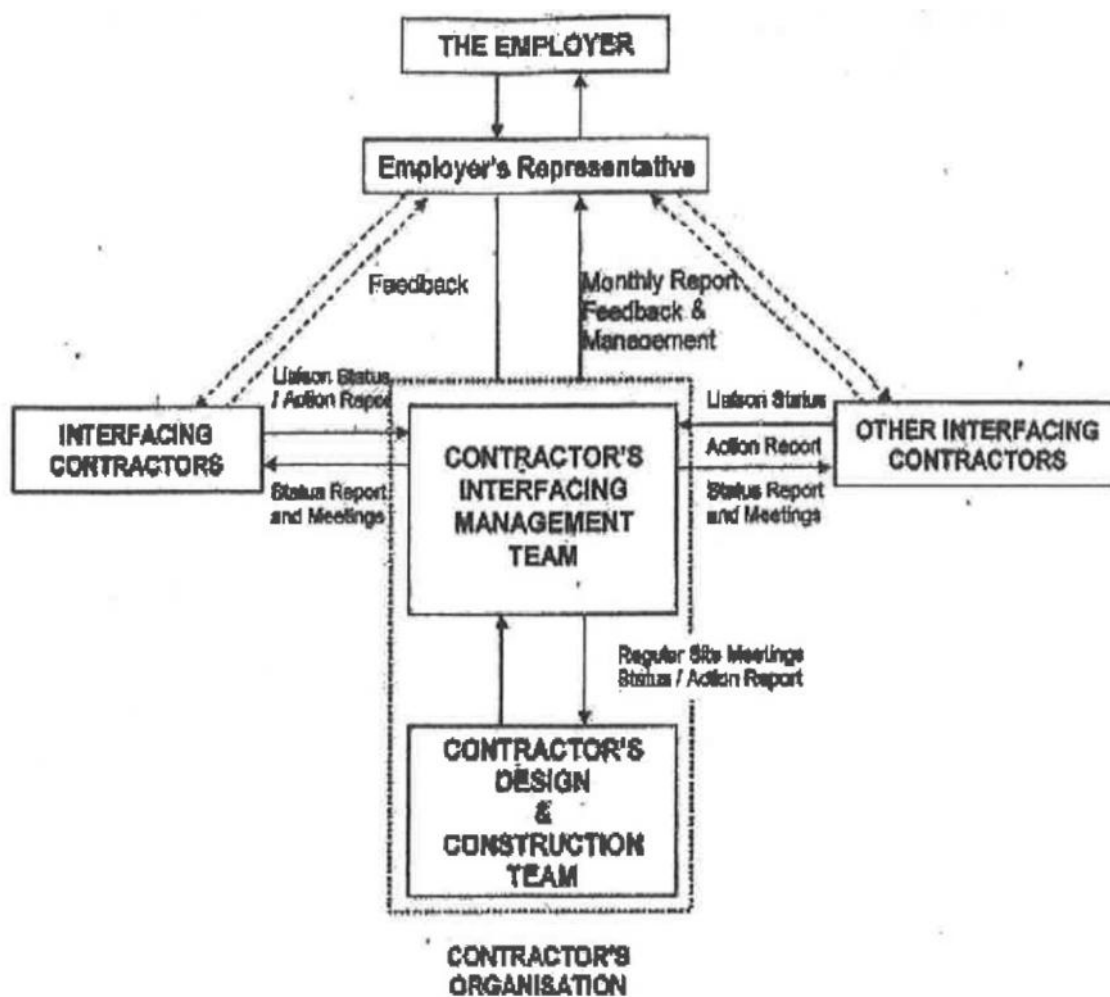 THE EMPLOYER
Employer's Representative
Feedback
Monthly Report
Feedback &
Management
Liaison Status
/ Action Report
INTERFACING
CONTRACTORS
Status Report
and Meetings
CONTRACTOR'S
INTERFACING
MANAGEMENT
TEAM
Liaison Status
Action Report
Status Report
and Meetings
OTHER INTERFACING
CONTRACTORS
Regular Site Meetings
Status / Action Report
CONTRACTOR'S
DESIGN
&
CONSTRUCTION
TEAM
CONTRACTOR'S
ORGANISATION